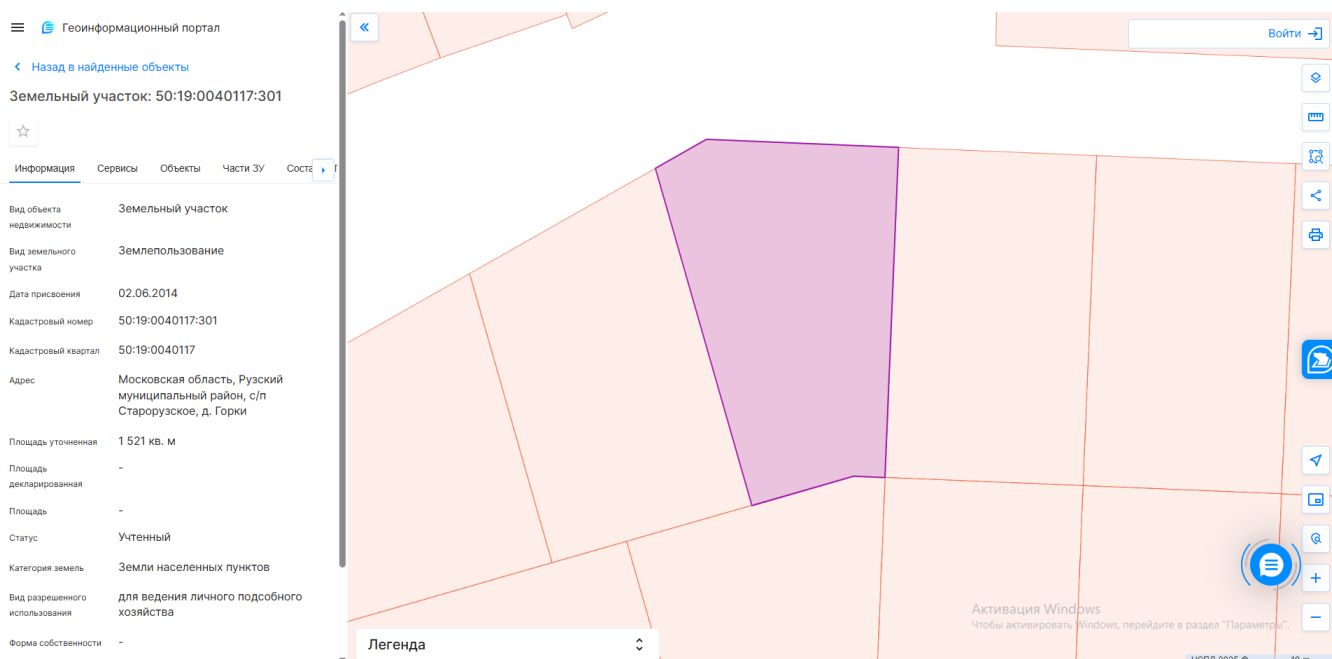 Геоинформационный портал
Войти
Назад в найденные объекты
Земельный участок: 50:19:0040117:301
Информация Сервисы Объекты Части ЗУ
Вид объекта недвижимости
Земельный участок
Вид земельного участка
Землепользование
Дата присвоения
02.06.2014
Кадастровый номер
50:19:0040117:301
Кадастровый квартал
50:19:0040117
Адрес
Московская область, Рузский
муниципальный район, с/п
Старорузское, д. Горки
Площадь уточненная
1 521 кв. м
Площадь
декларированная
-
Площадь
-
Статус
Учтенный
Категория земель
Земли населенных пунктов
Вид разрешенного
использования
для ведения личного подсобного
хозяйства
Форма собственности
-
Легенда
Активация Windows
Чтобы активировать Windows, перейдите в раздел "Параметры".